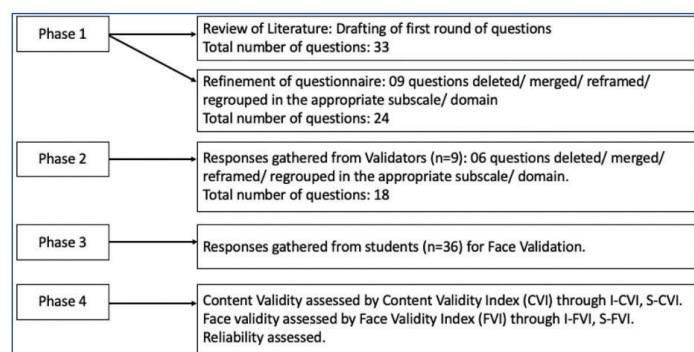 Phase 1
Review of Literature: Drafting of first round of questions
Total number of questions: 33
Refinement of questionnaire: 09 questions deleted/ merged/ reframed/
regrouped in the appropriate subscale/ domain
Total number of questions: 24
Phase 2
Responses gathered from Validators (n=9): 06 questions deleted/ merged/
reframed/ regrouped in the appropriate subscale/ domain.
Total number of questions: 18
Phase 3
Responses gathered from students (n=36) for Face Validation.
Phase 4
Content Validity assessed by Content Validity Index (CVI) through I-CVI, S-CVI.
Face validity assessed by Face Validity Index (FVI) through I-FVI, S-FVI.
Reliability assessed.